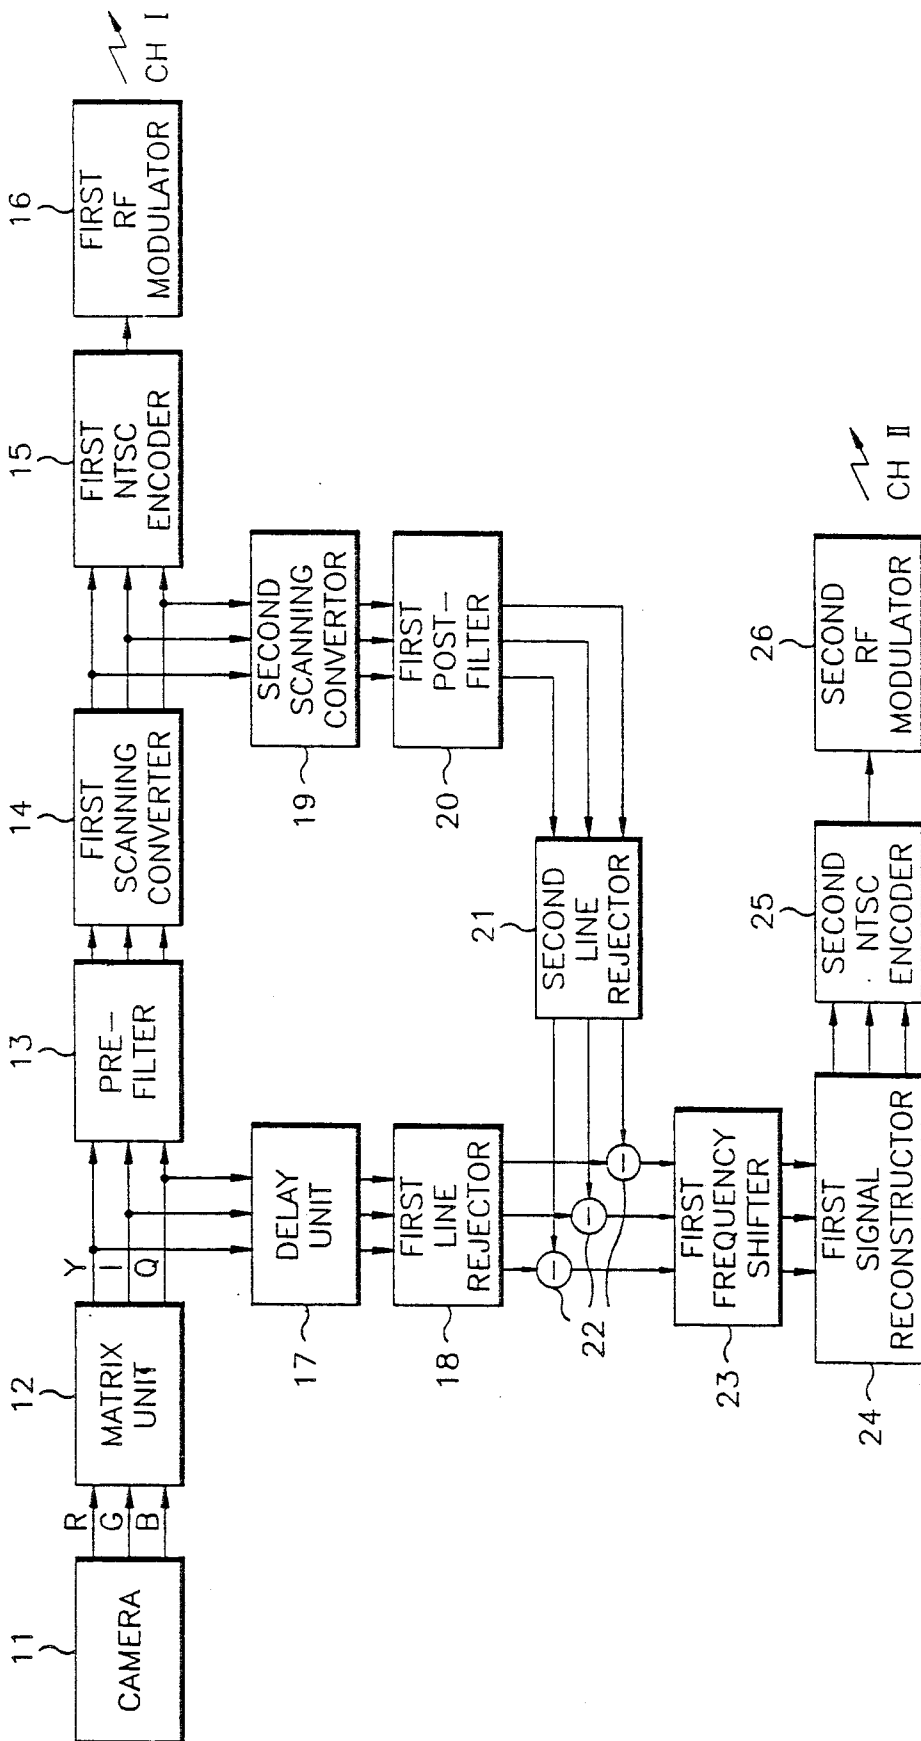 11
CAMERA
R
G
B
12
MATRIX
UNIT
Y
I
Q
13
PRE-
FILTER
14
FIRST
SCANNING
CONVERTER
15
FIRST
NTSC
ENCODER
16
FIRST
RF
MODULATOR
CH I
17
DELAY
UNIT
19
SECOND
SCANNING
CONVERTOR
18
FIRST
LINE
REJECTOR
20
FIRST
POST-
FILTER
21
SECOND
LINE
REJECTOR
22
−
−
−
23
FIRST
FREQUENCY
SHIFTER
24
FIRST
SIGNAL
RECONSTRUCTOR
25
SECOND
NTSC
ENCODER
26
SECOND
RF
MODULATOR
CH II